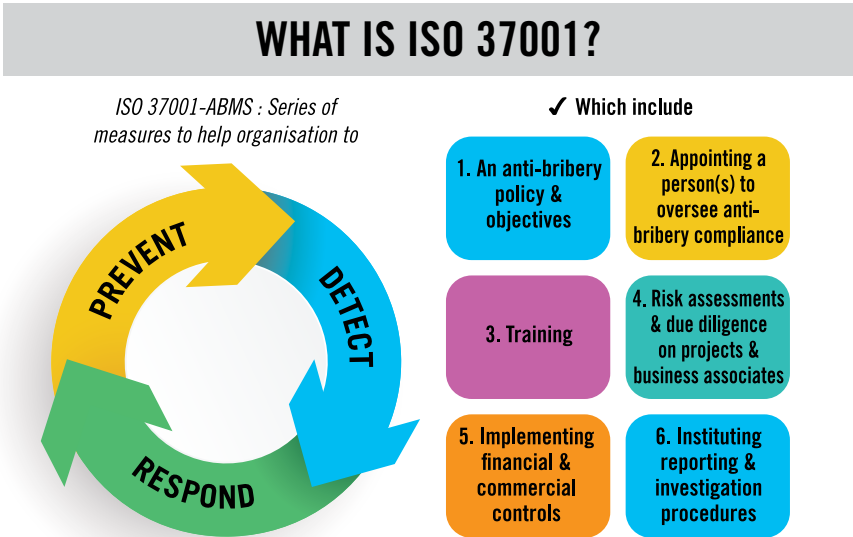 WHAT IS ISO 37001?
ISO 37001-ABMS : Series of
measures to help organisation to
PREVENT
DETECT
RESPOND
✓ Which include
1. An anti-bribery
policy &
objectives
2. Appointing a
person(s) to
oversee anti-
bribery compliance
3. Training
4. Risk assessments
& due diligence
on projects &
business associates
5. Implementing
financial &
commercial
controls
6. Instituting
reporting &
investigation
procedures